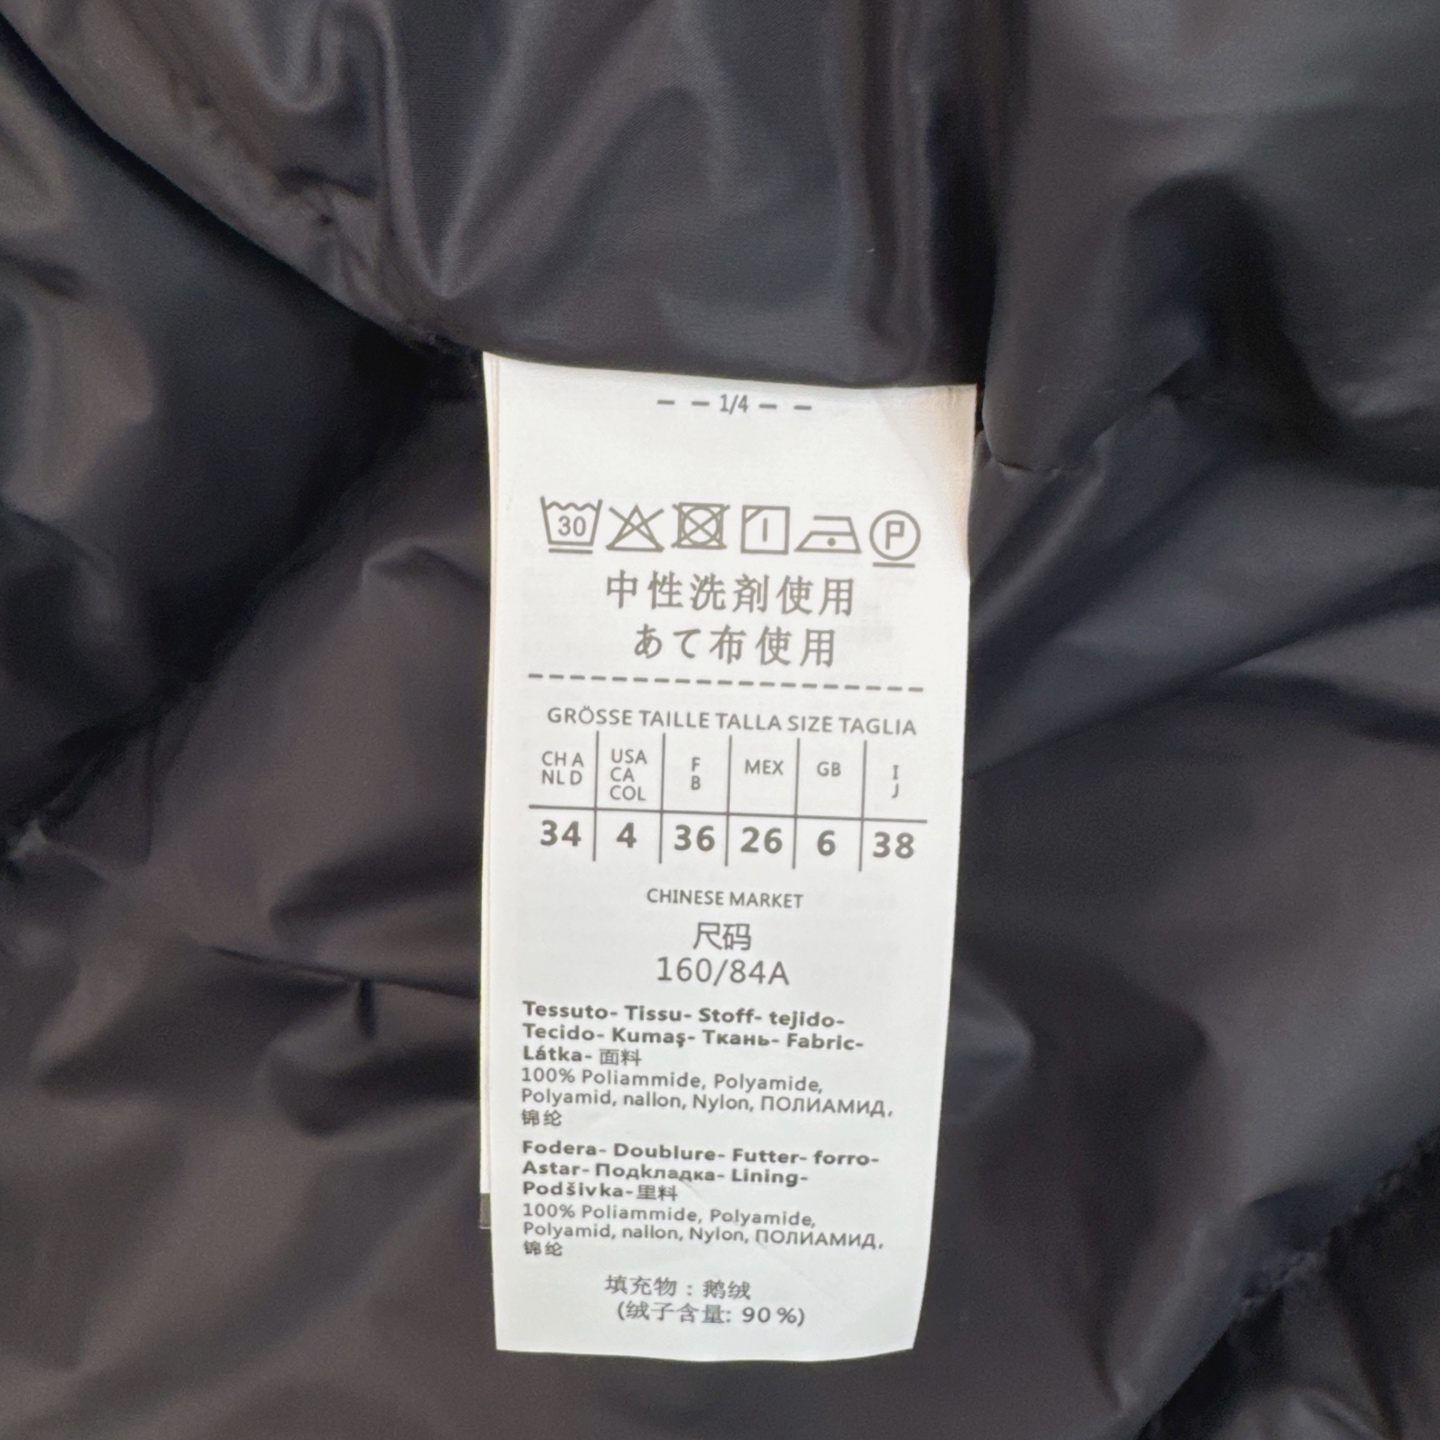 – – 1/4 – –
30 P
中性洗剤使用
あて布使用
GRÖSSE TAILLE TALLA SIZE TAGLIA
CH A NL D USA CA COL F B MEX GB I J
34 4 36 26 6 38
CHINESE MARKET
尺码
160/84A
Tessuto- Tissu- Stoff- tejido-
Tecido- Kumaş- Ткань- Fabric-
Látka- 面料
100% Poliammide, Polyamide,
Polyamid, nallon, Nylon, ПОЛИАМИД,
锦纶
Fodera- Doublure- Futter- forro-
Astar- Подкладка- Lining-
Podšivka-里料
100% Poliammide, Polyamide,
Polyamid, nallon, Nylon, ПОЛИАМИД,
锦纶
填充物：鹅绒
(绒子含量: 90%)